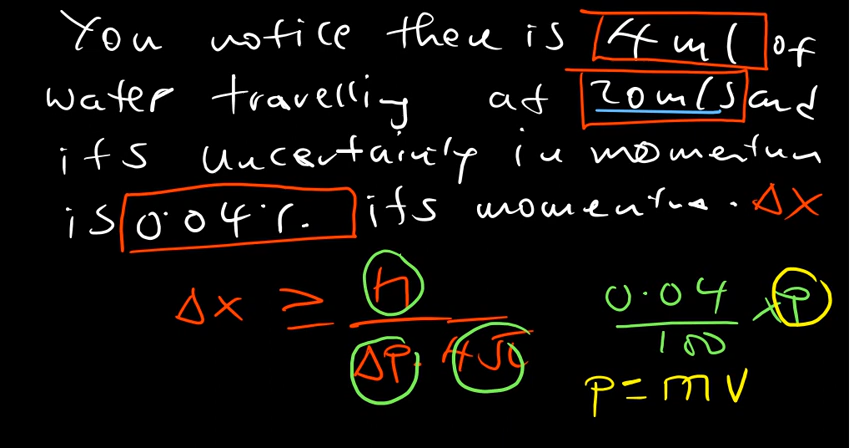 You notice there is 4ml of
water travelling at 20m/s and
its uncertainty in momentum
is 0.04% its momentum. Δx
Δx ≥ h / ΔP 4π
0.04 / 100 × P
P = mv